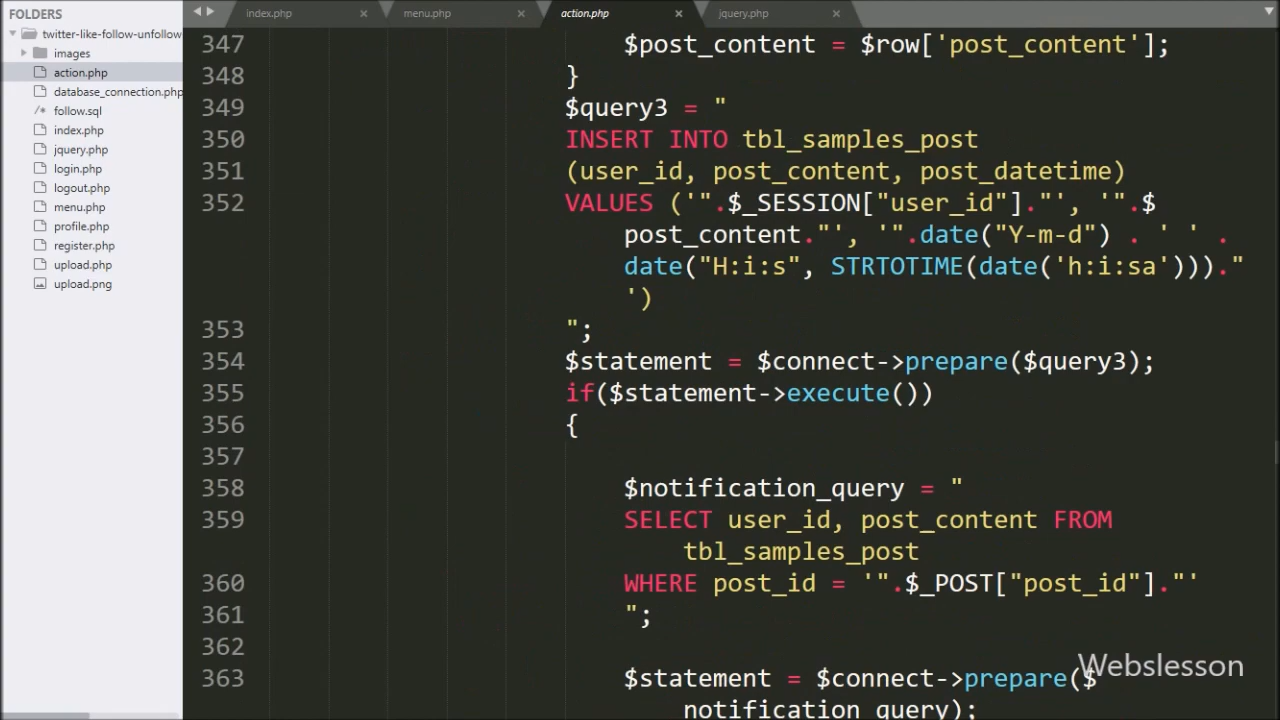 FOLDERS
twitter-like-follow-unfollow
images
action.php
database_connection.php
/* follow.sql
index.php
jquery.php
login.php
logout.php
menu.php
profile.php
register.php
upload.php
upload.png
index.php × menu.php × action.php × jquery.php ×
347 $post_content = $row['post_content'];
348 }
349 $query3 = "
350 INSERT INTO tbl_samples_post
351 (user_id, post_content, post_datetime)
352 VALUES ('".$_SESSION["user_id"]."', '".$
post_content."', '".date("Y-m-d") . ' ' .
date("H:i:s", STRTOTIME(date('h:i:sa')))."
')
353 ";
354 $statement = $connect->prepare($query3);
355 if($statement->execute())
356 {
357
358 $notification_query = "
359 SELECT user_id, post_content FROM
tbl_samples_post
360 WHERE post_id = '".$_POST["post_id"]."'
361 ";
362
363 $statement = $connect->prepare($
notification_query);
Webslesson